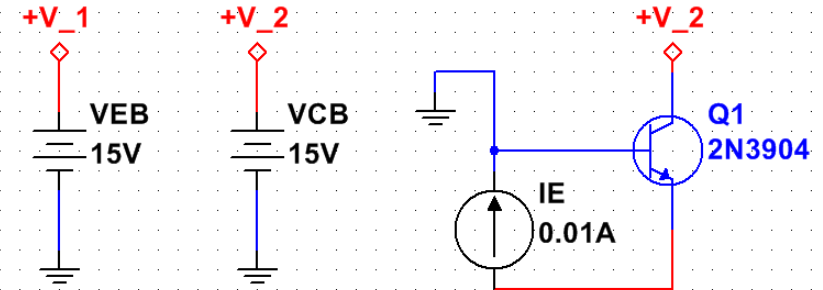 +V_1
+V_2
+V_2
VEB
15V
VCB
15V
Q1
2N3904
IE
0.01A